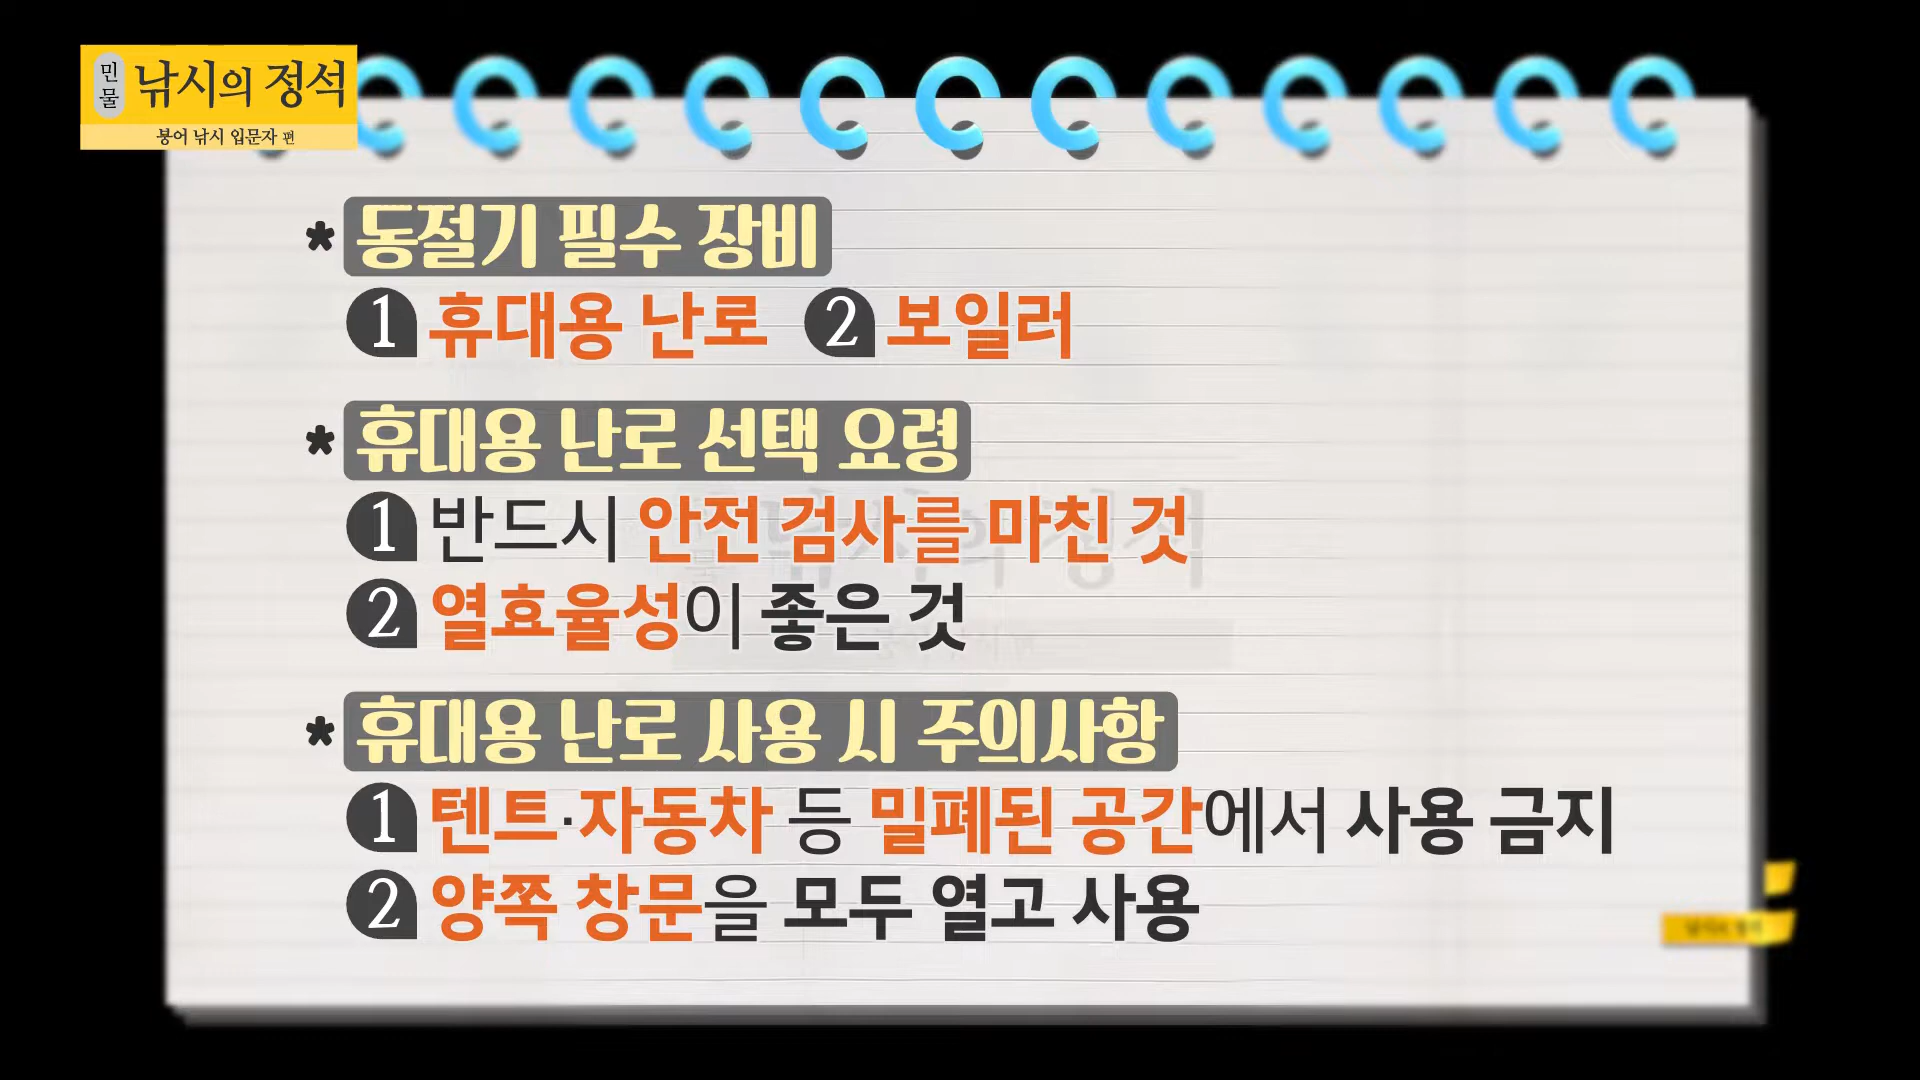 민물 낚시의 정석
붕어 낚시 입문자 편
* 동절기 필수 장비
1 휴대용 난로 2 보일러
* 휴대용 난로 선택 요령
1 반드시 안전 검사를 마친 것
2 열효율성이 좋은 것
* 휴대용 난로 사용 시 주의사항
1 텐트·자동차 등 밀폐된 공간에서 사용 금지
2 양쪽 창문을 모두 열고 사용
낚시의 정석